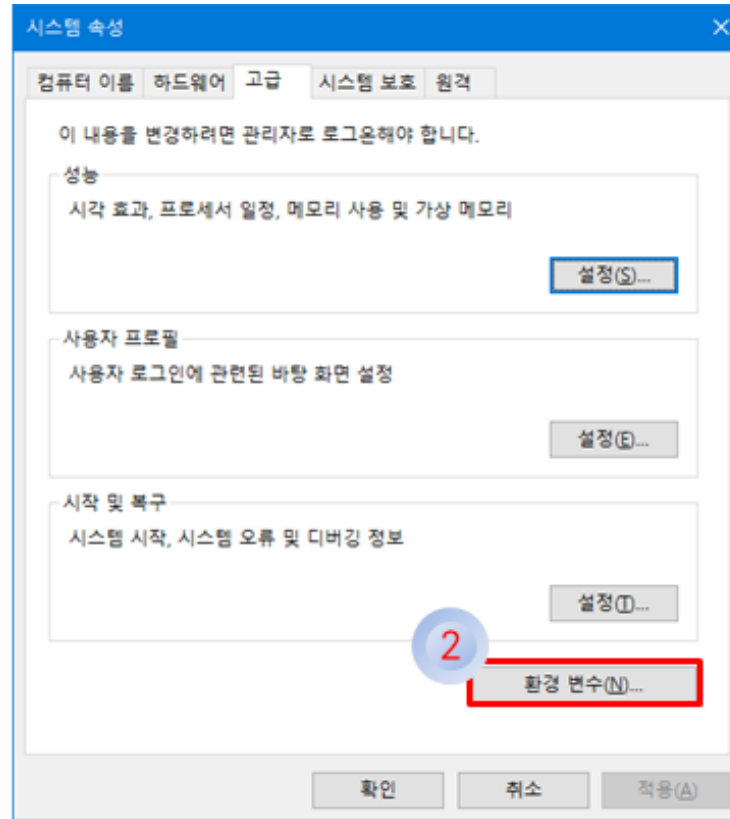 시스템 속성
컴퓨터 이름 하드웨어 고급 시스템 보호 원격
이 내용을 변경하려면 관리자로 로그온해야 합니다.
성능
시각 효과, 프로세서 일정, 메모리 사용 및 가상 메모리
설정(S)...
사용자 프로필
사용자 로그인에 관련된 바탕 화면 설정
설정(E)...
시작 및 복구
시스템 시작, 시스템 오류 및 디버깅 정보
설정(T)...
2
환경 변수(N)...
확인 취소 적용(A)